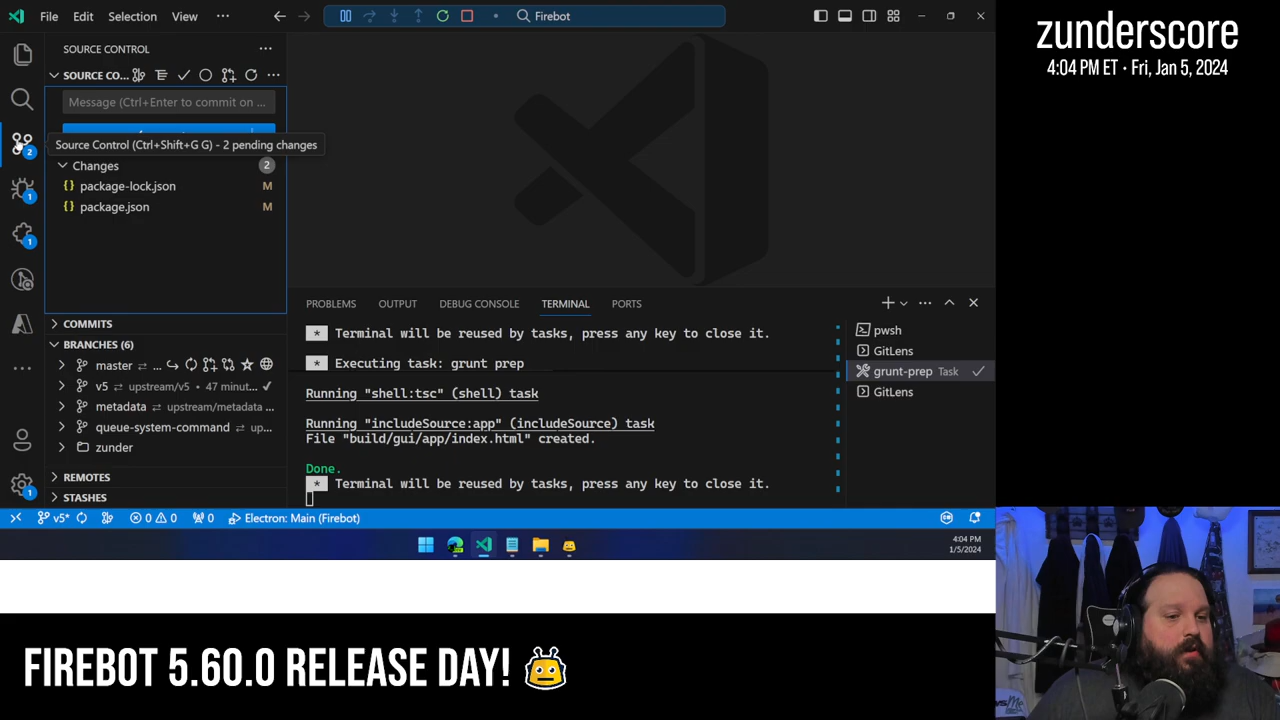 File Edit Selection View ···
Firebot
zunderscore
4:04 PM ET • Fri, Jan 5, 2024
SOURCE CONTROL
SOURCE CO...
Message (Ctrl+Enter to commit on ...
Source Control (Ctrl+Shift+G G) - 2 pending changes
2
Changes 2
package-lock.json M
package.json M
1
1
COMMITS
BRANCHES (6)
master
v5 upstream/v5 • 47 minut...
metadata upstream/metadata ...
queue-system-command up...
zunder
REMOTES
STASHES
1
PROBLEMS OUTPUT DEBUG CONSOLE TERMINAL PORTS
* Terminal will be reused by tasks, press any key to close it.
* Executing task: grunt prep
Running "shell:tsc" (shell) task
Running "includeSource:app" (includeSource) task
File "build/gui/app/index.html" created.
Done.
* Terminal will be reused by tasks, press any key to close it.
pwsh
GitLens
grunt-prep Task
GitLens
v5* 0 0 0 Electron: Main (Firebot)
4:04 PM
1/5/2024
FIREBOT 5.60.0 RELEASE DAY!